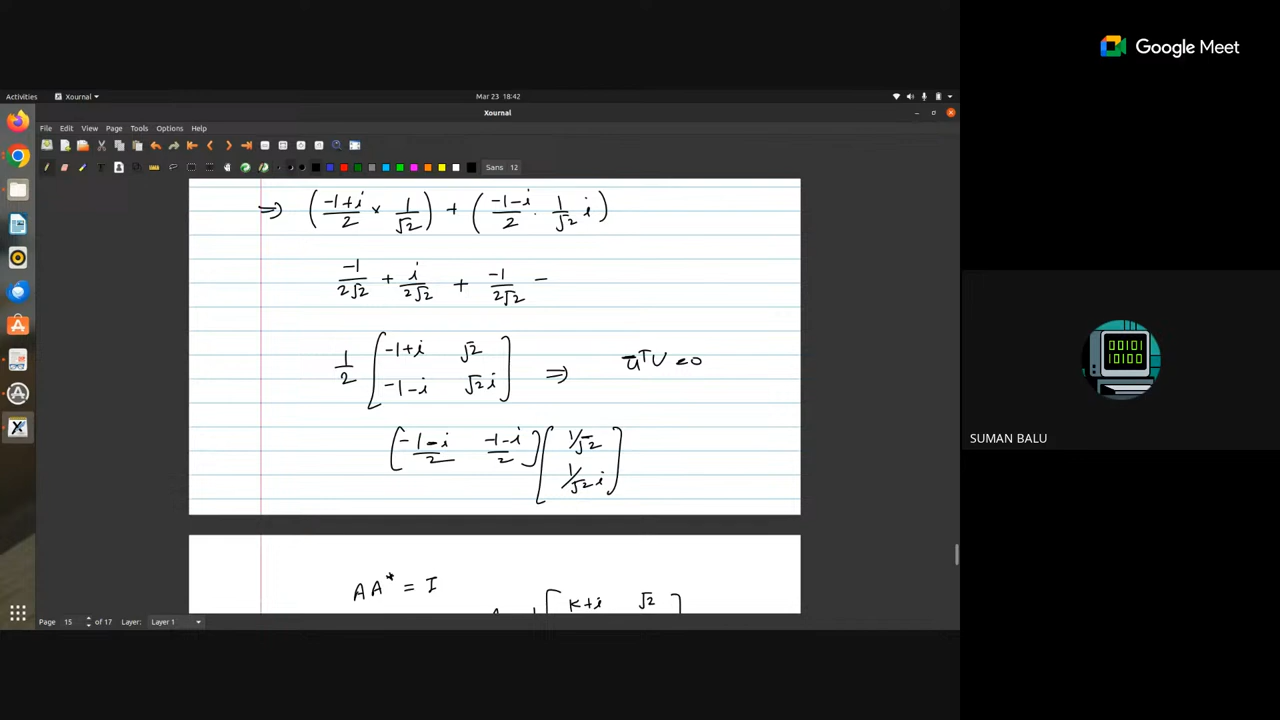 Google Meet
Activities Xournal Mar 23 18:42
Xournal
File Edit View Page Tools Options Help
Sans 12
⇒ ( (-1+i)/2 × 1/√2 ) + ( (-1-i)/2 · 1/√2 i )
-1/2√2 + i/2√2 + -1/2√2 -
1/2 [ -1+i √2
-1-i √2 i ] ⇒ ū^T V = 0
[ (-1-i)/2 (-1-i)/2 ] [ 1/√2
1/√2 i ]
AA* = I
k+i √2
Page 15 of 17 Layer: Layer 1
00101
10100
SUMAN BALU